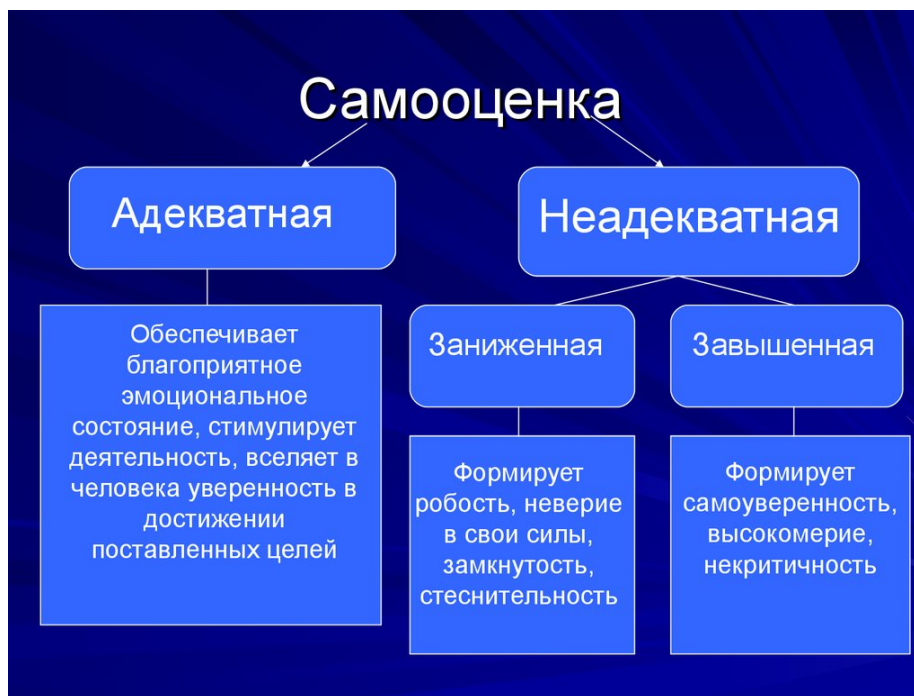 Самооценка
Адекватная
Неадекватная
Обеспечивает
благоприятное
эмоциональное
состояние, стимулирует
деятельность, вселяет в
человека уверенность в
достижении
поставленных целей
Заниженная
Завышенная
Формирует
робость, неверие
в свои силы,
замкнутость,
стеснительность
Формирует
самоуверенность,
высокомерие,
некритичность